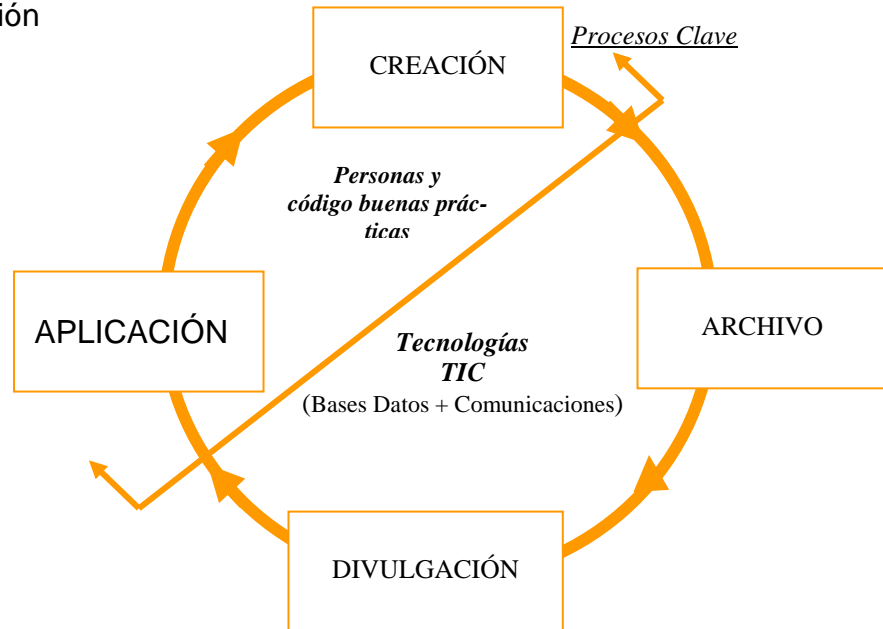 ión
Procesos Clave
CREACIÓN
Personas y
código buenas prác-
ticas
APLICACIÓN
ARCHIVO
Tecnologías
TIC
(Bases Datos + Comunicaciones)
DIVULGACIÓN